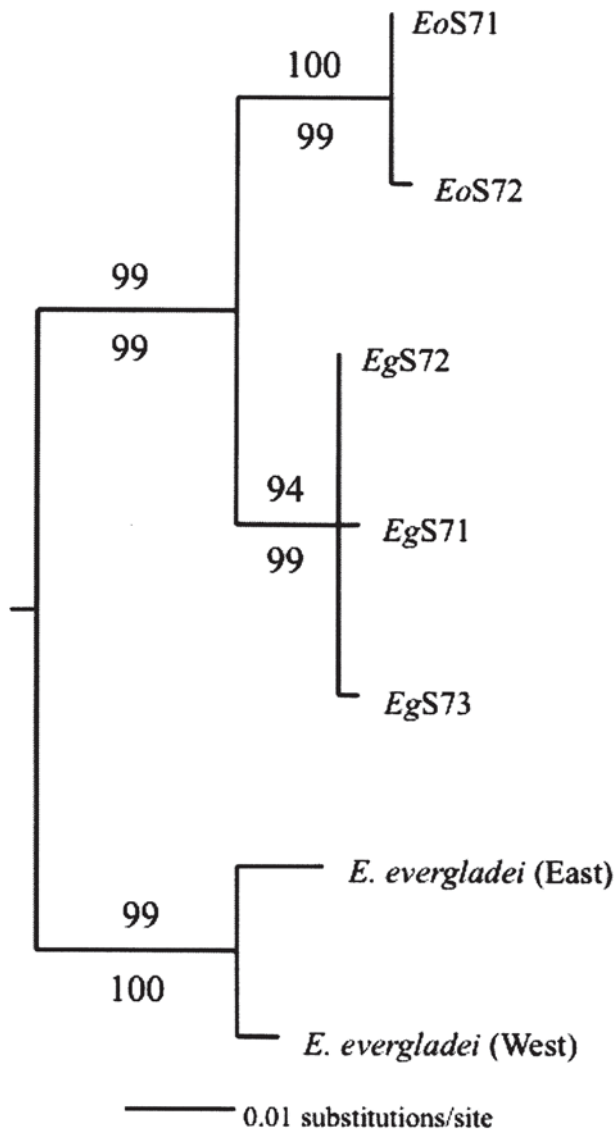 EoS71
100
99
EoS72
99
99
EgS72
94
EgS71
99
EgS73
E. evergladei (East)
99
100
E. evergladei (West)
0.01 substitutions/site